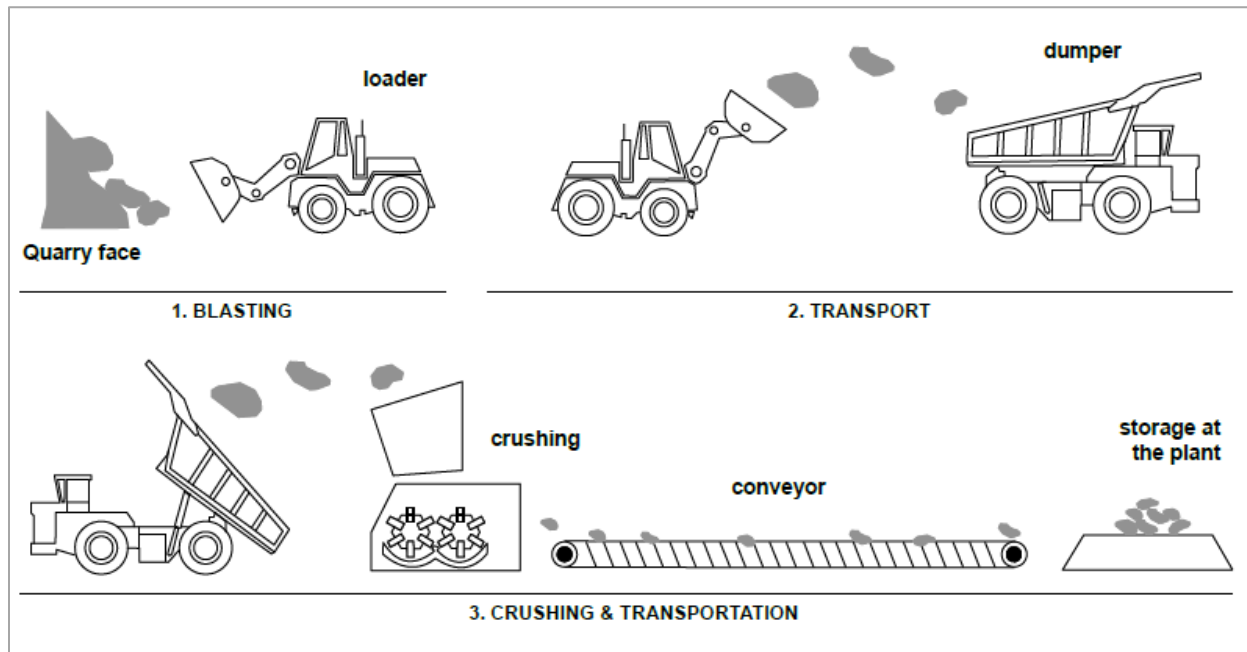 loader
dumper
Quarry face
1. BLASTING
2. TRANSPORT
crushing
conveyor
storage at
the plant
3. CRUSHING & TRANSPORTATION